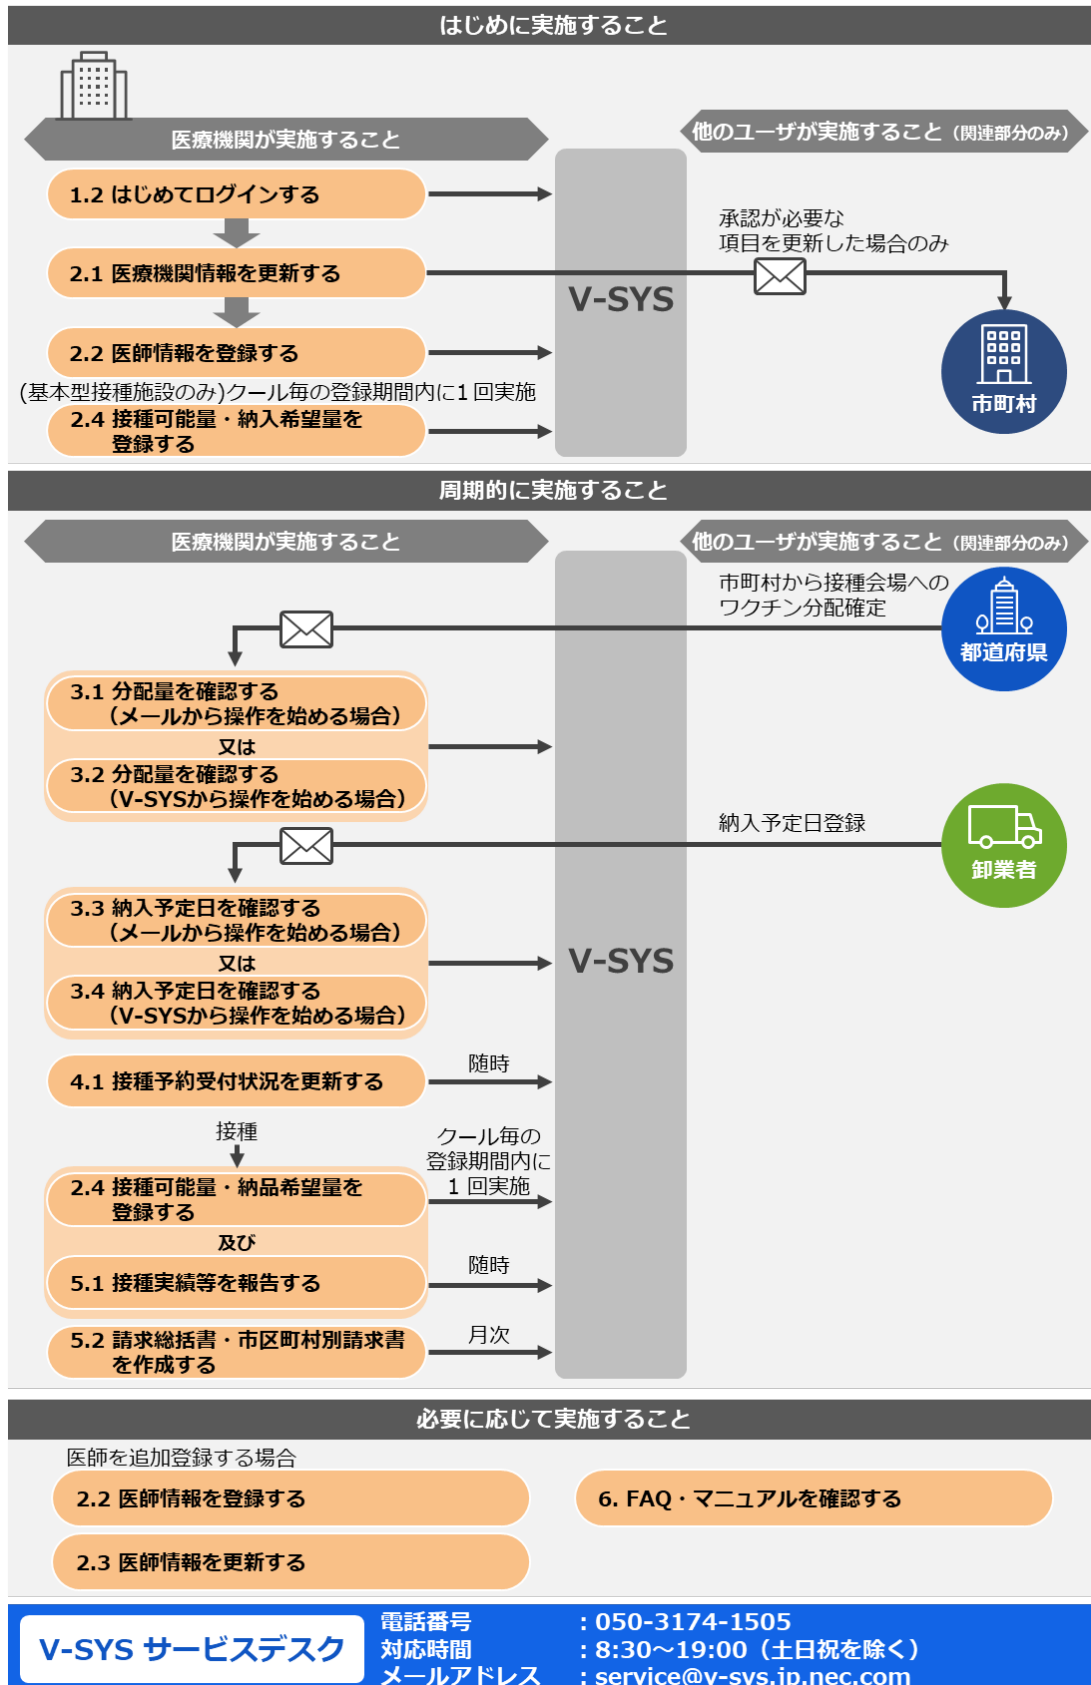 はじめに実施すること
医療機関が実施すること
他のユーザが実施すること（関連部分のみ）
1.2 はじめてログインする
承認が必要な
項目を更新した場合のみ
2.1 医療機関情報を更新する
V-SYS
2.2 医師情報を登録する
市町村
(基本型接種施設のみ)クール毎の登録期間内に1回実施
2.4 接種可能量・納入希望量を
登録する
周期的に実施すること
医療機関が実施すること
他のユーザが実施すること（関連部分のみ）
市町村から接種会場への
ワクチン分配確定
都道府県
3.1 分配量を確認する
（メールから操作を始める場合）
又は
3.2 分配量を確認する
（V-SYSから操作を始める場合）
納入予定日登録
卸業者
3.3 納入予定日を確認する
（メールから操作を始める場合）
又は
V-SYS
3.4 納入予定日を確認する
（V-SYSから操作を始める場合）
4.1 接種予約受付状況を更新する
随時
接種
クール毎の
登録期間内に
1 回実施
2.4 接種可能量・納品希望量を
登録する
及び
5.1 接種実績等を報告する
随時
5.2 請求総括書・市区町村別請求書
を作成する
月次
必要に応じて実施すること
医師を追加登録する場合
2.2 医師情報を登録する
6. FAQ・マニュアルを確認する
2.3 医師情報を更新する
V-SYS サービスデスク
電話番号 : 050-3174-1505
対応時間 : 8:30～19:00（土日祝を除く）
メールアドレス : service@v-sys.jp.nec.com